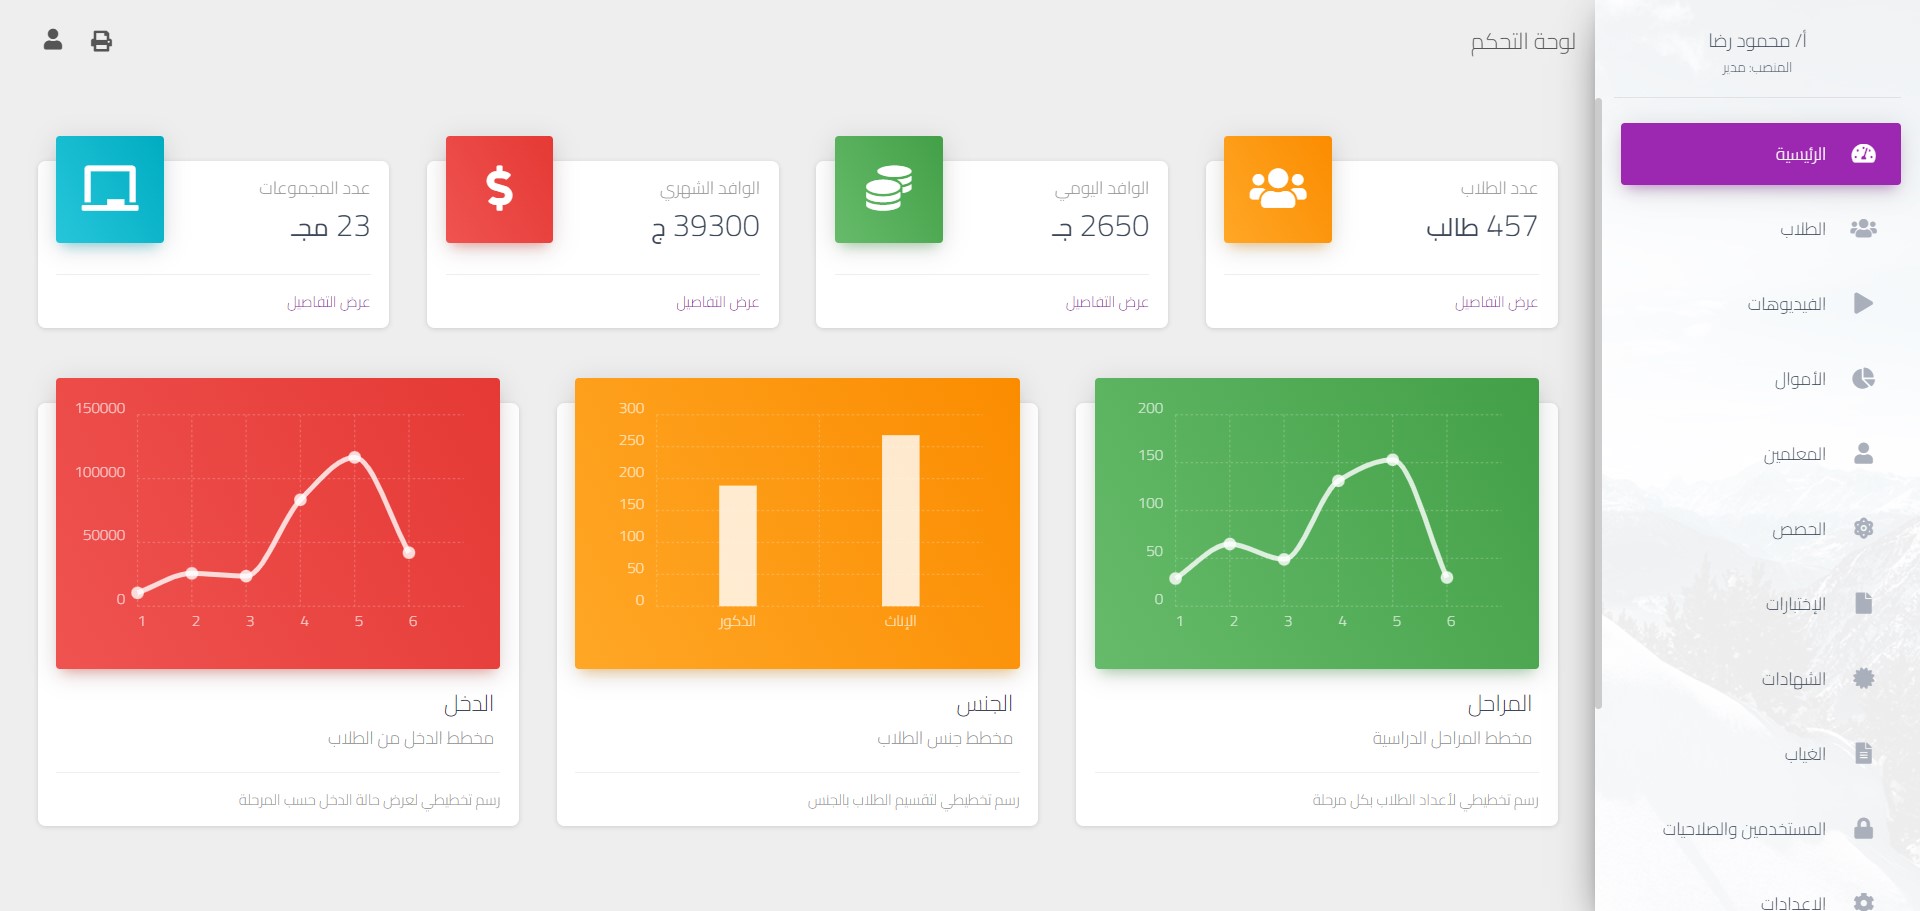 أ/ محمود رضا
المنصب: مدير
الرئيسية
الطلاب
الفيديوهات
الأموال
المعلمين
الحصص
الإختبارات
الشهادات
الغياب
المستخدمين والصلاحيات
الاعدادات
لوحة التحكم
عدد الطلاب
457 طالب
عرض التفاصيل
الوافد اليومي
2650 جـ
عرض التفاصيل
الوافد الشهري
39300 ج
عرض التفاصيل
عدد المجموعات
23 مجـ
عرض التفاصيل
200
150
100
50
0
1 2 3 4 5 6
المراحل
مخطط المراحل الدراسية
رسم تخطيطي لأعداد الطلاب بكل مرحلة
300
250
200
150
100
50
0
الذكور الإناث
الجنس
مخطط جنس الطلاب
رسم تخطيطي لتقسيم الطلاب بالجنس
150000
100000
50000
0
1 2 3 4 5 6
الدخل
مخطط الدخل من الطلاب
رسم تخطيطي لعرض حالة الدخل حسب المرحلة